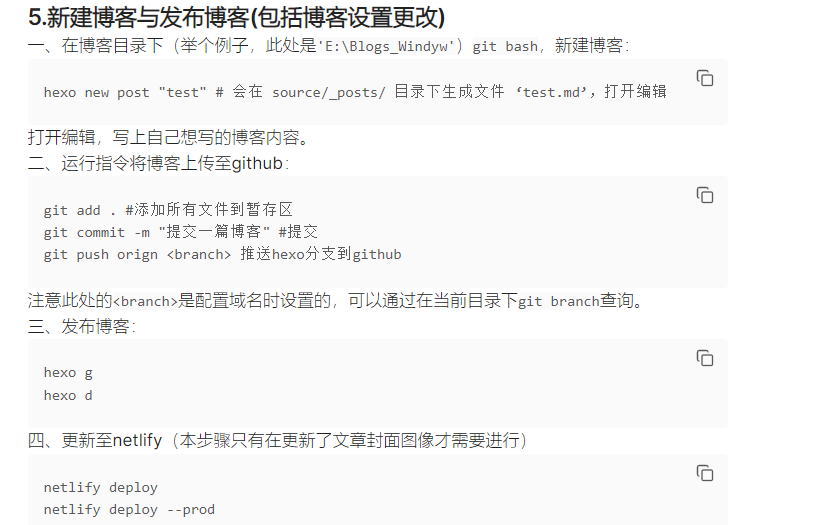 5.新建博客与发布博客(包括博客设置更改)
一、在博客目录下（举个例子，此处是'E:\Blogs_Windyw'）git bash，新建博客：
hexo new post "test" # 会在 source/_posts/ 目录下生成文件 ‘test.md’，打开编辑
打开编辑，写上自己想写的博客内容。
二、运行指令将博客上传至github：
git add . #添加所有文件到暂存区
git commit -m "提交一篇博客" #提交
git push orign <branch> 推送hexo分支到github
注意此处的<branch>是配置域名时设置的，可以通过在当前目录下git branch查询。
三、发布博客：
hexo g
hexo d
四、更新至netlify（本步骤只有在更新了文章封面图像才需要进行）
netlify deploy
netlify deploy --prod